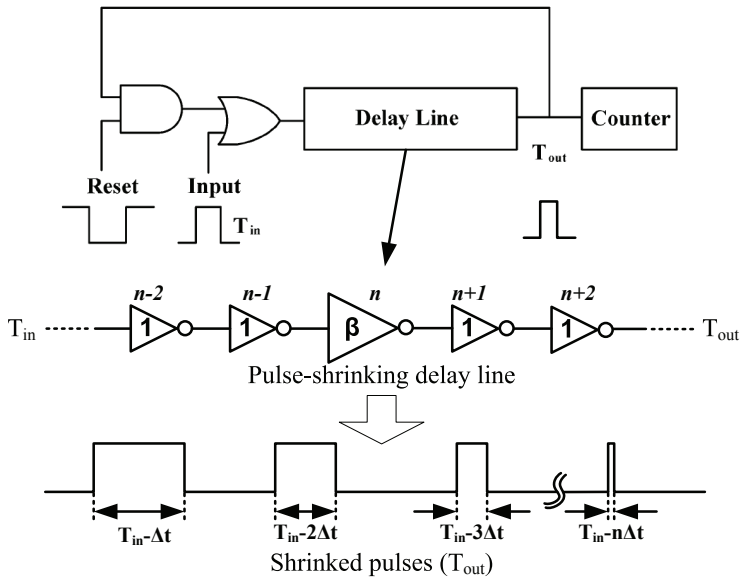 Delay Line
Counter
T_out
Reset
Input
T_in
n-2
n-1
n
n+1
n+2
T_in
1
1
β
1
1
T_out
Pulse-shrinking delay line
T_in-Δt
T_in-2Δt
T_in-3Δt
T_in-nΔt
Shrinked pulses (T_out)